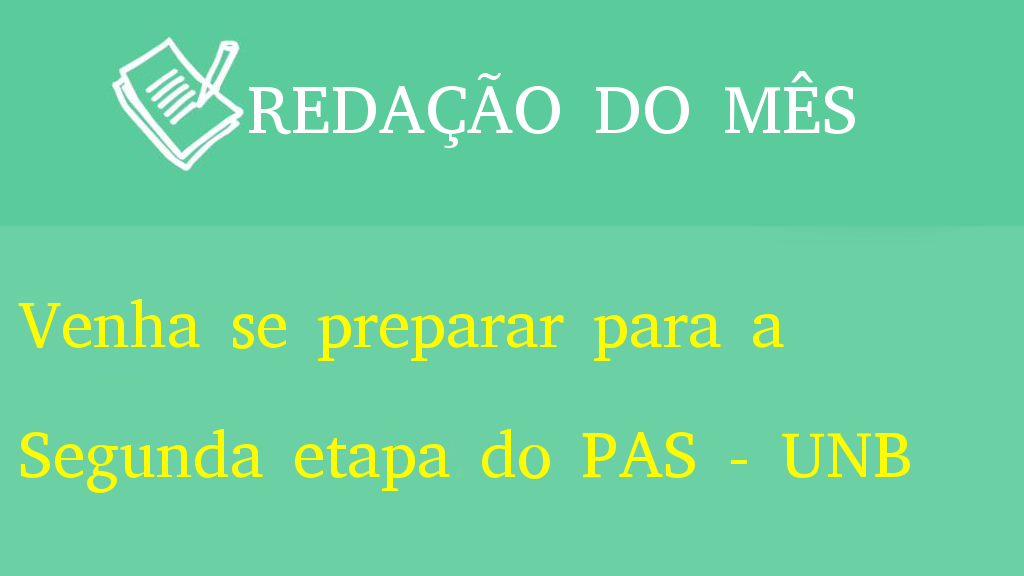 REDAÇÃO DO MÊS
Venha se preparar para a
Segunda etapa do PAS - UNB